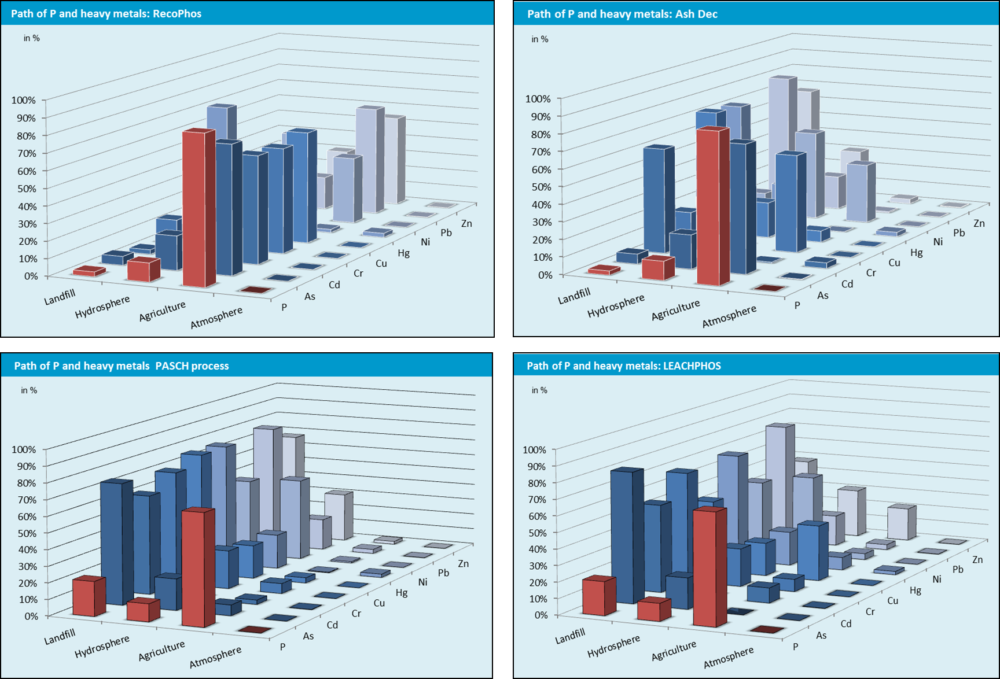 Path of P and heavy metals: RecoPhos
in %
100%
90%
80%
70%
60%
50%
40%
30%
20%
10%
0%
Landfill
Hydrosphere
Agriculture
Atmosphere
P
As
Cd
Cr
Cu
Hg
Ni
Pb
Zn
Path of P and heavy metals: Ash Dec
in %
100%
90%
80%
70%
60%
50%
40%
30%
20%
10%
0%
Landfill
Hydrosphere
Agriculture
Atmosphere
P
As
Cd
Cr
Cu
Hg
Ni
Pb
Zn
Path of P and heavy metals  PASCH process
in %
100%
90%
80%
70%
60%
50%
40%
30%
20%
10%
0%
Landfill
Hydrosphere
Agriculture
Atmosphere
P
As
Cd
Cr
Cu
Hg
Ni
Pb
Zn
Path of P and heavy metals: LEACHPHOS
in %
100%
90%
80%
70%
60%
50%
40%
30%
20%
10%
0%
Landfill
Hydrosphere
Agriculture
Atmosphere
P
As
Cd
Cr
Cu
Hg
Ni
Pb
Zn